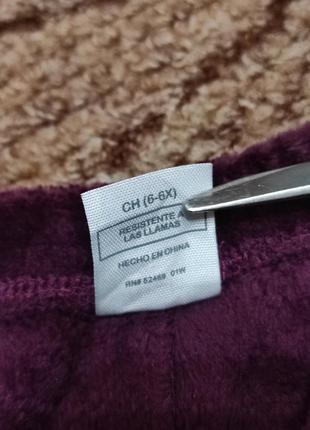 CH (6-6X)
RESISTENTE A
LAS LLAMAS
HECHO EN CHINA
RN# 52469 01W